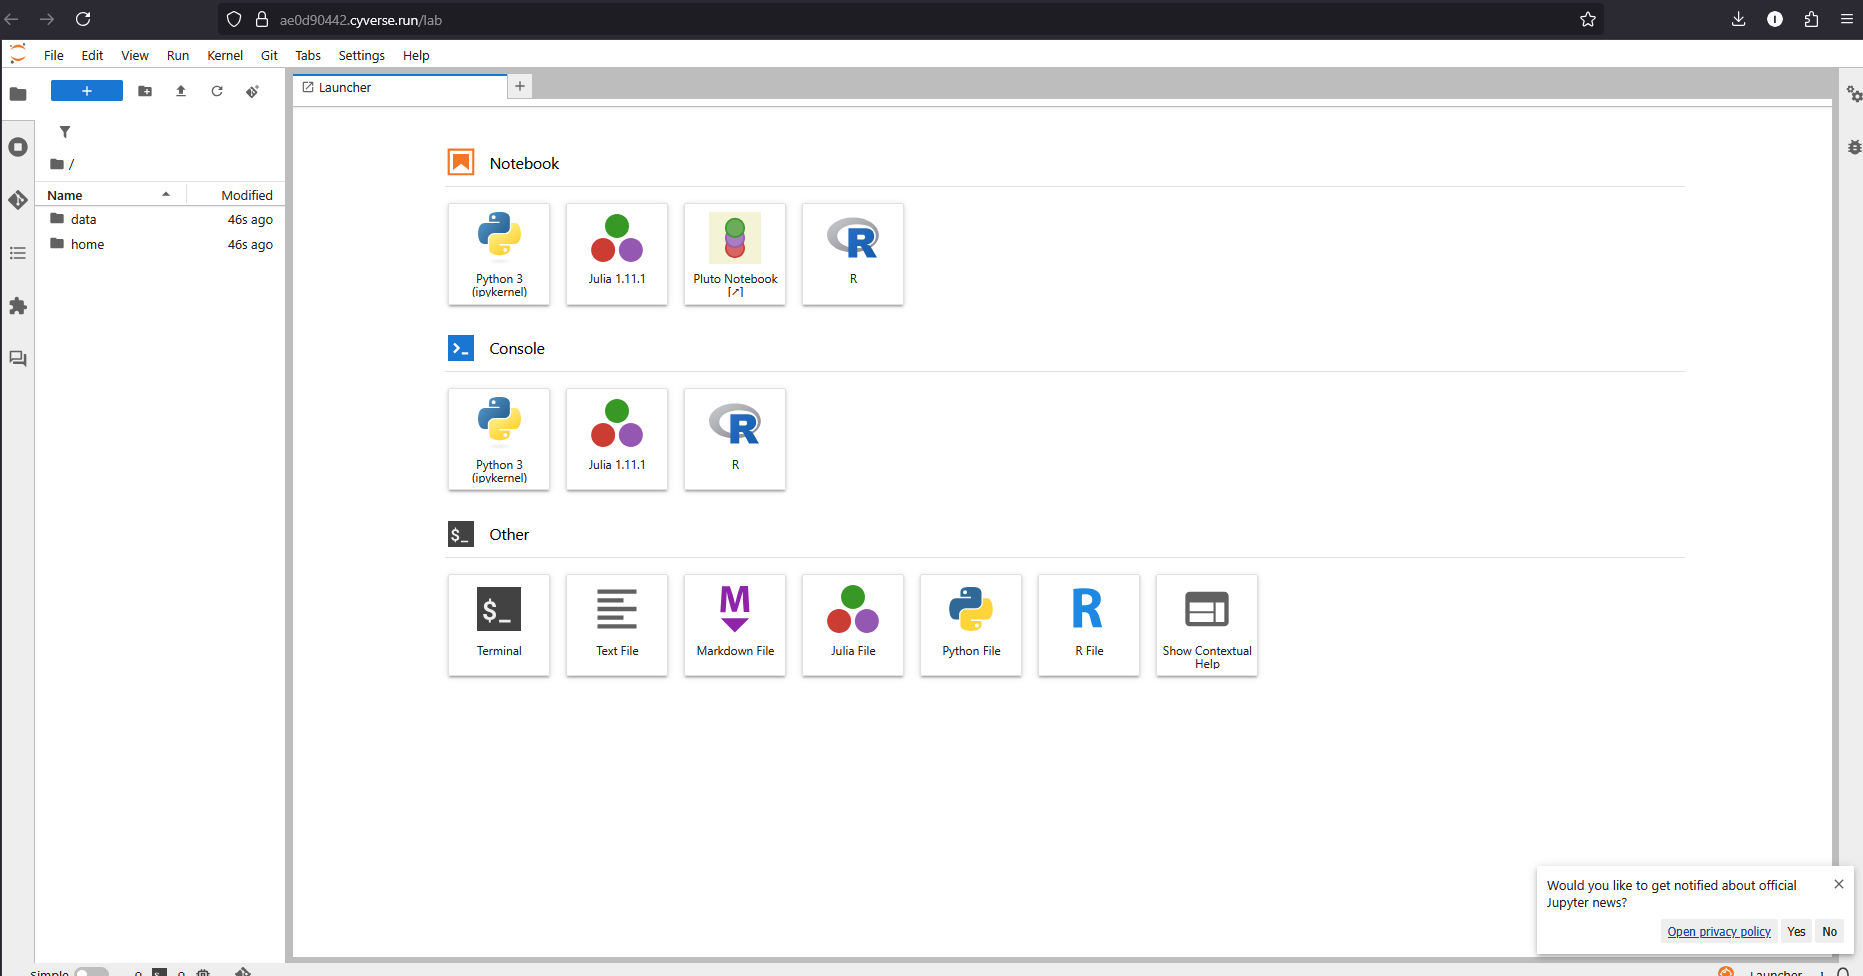 ae0d90442.cyverse.run/lab
File Edit View Run Kernel Git Tabs Settings Help
Launcher
/
Name Modified
data 46s ago
home 46s ago
Notebook
Python 3
(ipykernel)
Julia 1.11.1
Pluto Notebook
[↗]
R
Console
Python 3
(ipykernel)
Julia 1.11.1
R
$_ Other
$_
Terminal
Text File
M
Markdown File
Julia File
Python File
R
R File
Show Contextual
Help
Would you like to get notified about official
Jupyter news?
Open privacy policy Yes No
Simple 0 0 Launcher 1